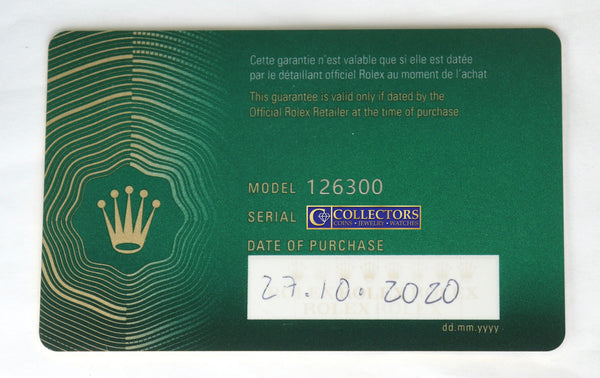 Cette garantie n'est valable que si elle est datée
par le détaillant officiel Rolex au moment de l'achat
This guarantee is valid only if dated by the
Official Rolex Retailer at the time of purchase
MODEL 126300
SERIAL C COLLECTORS
COINS • JEWELRY • WATCHES
DATE OF PURCHASE
27.10.2020
ROLEX
dd.mm.yyyy